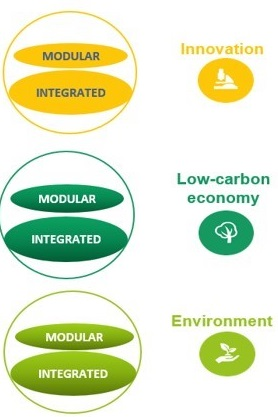 Innovation
MODULAR
INTEGRATED
Low-carbon
economy
MODULAR
INTEGRATED
Environment
MODULAR
INTEGRATED